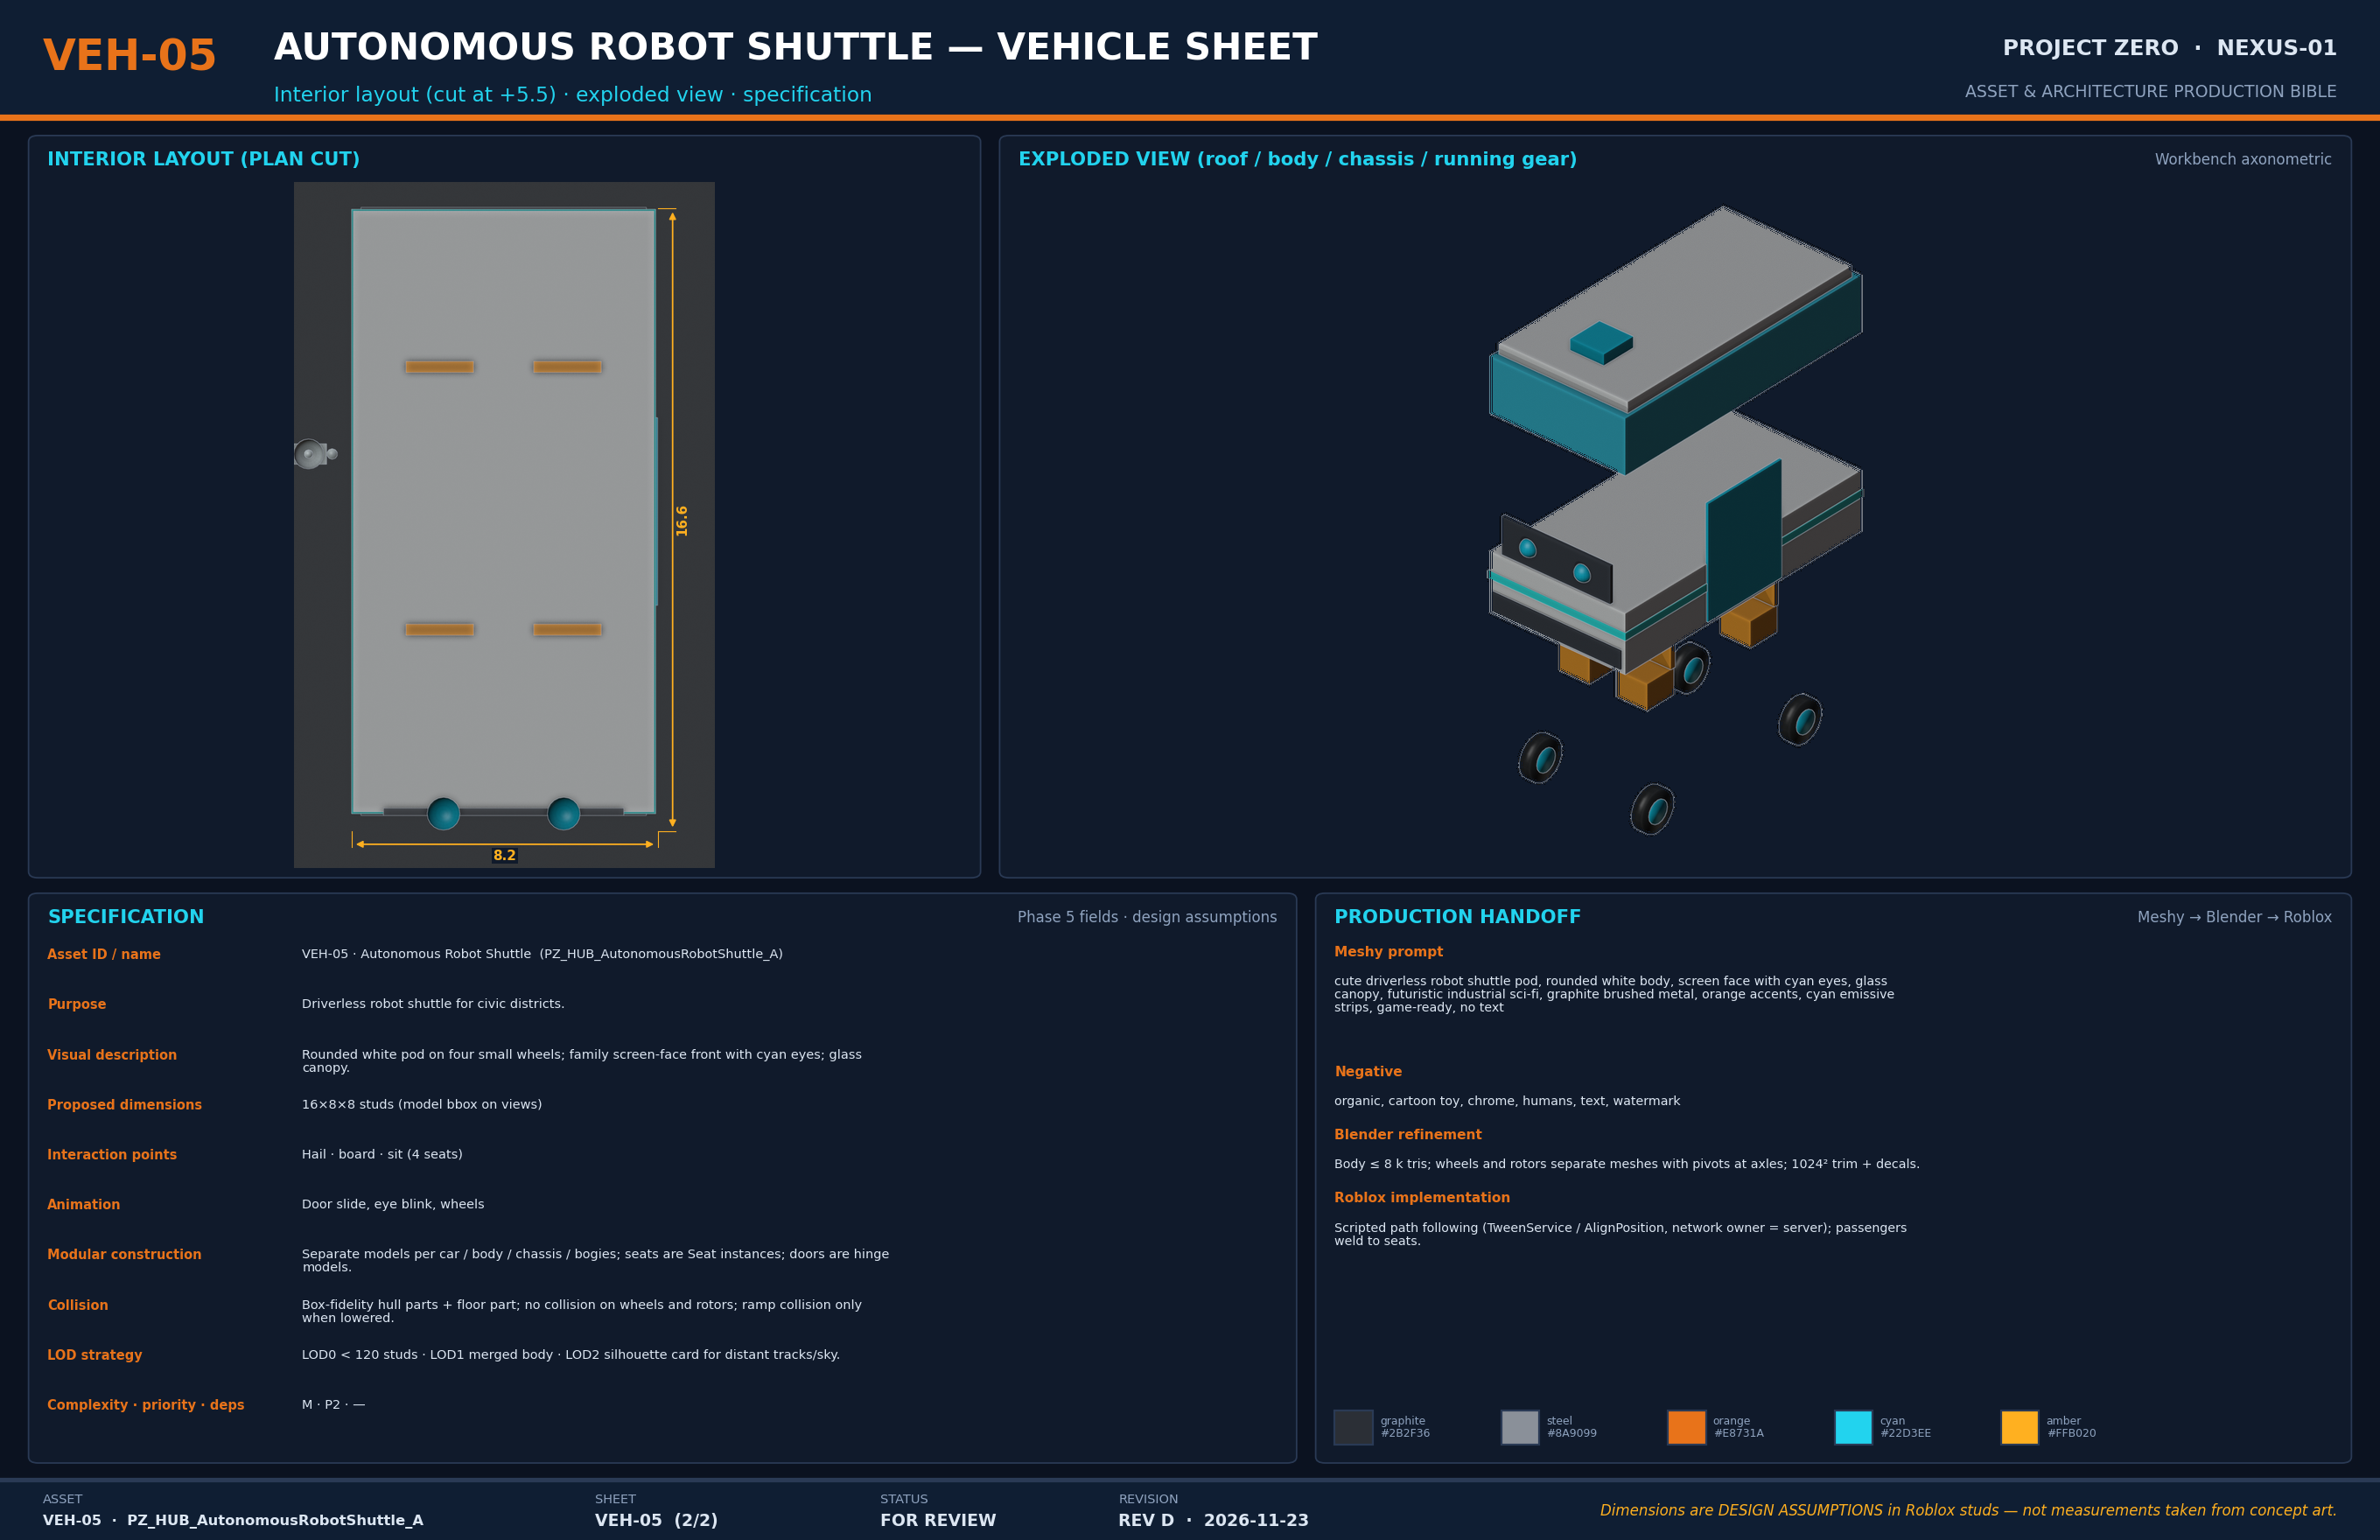 VEH-05
AUTONOMOUS ROBOT SHUTTLE — VEHICLE SHEET
Interior layout (cut at +5.5) · exploded view · specification
PROJECT ZERO · NEXUS-01
ASSET & ARCHITECTURE PRODUCTION BIBLE
INTERIOR LAYOUT (PLAN CUT)
16.6
8.2
EXPLODED VIEW (roof / body / chassis / running gear)
Workbench axonometric
SPECIFICATION
Phase 5 fields · design assumptions
Asset ID / name
VEH-05 · Autonomous Robot Shuttle (PZ_HUB_AutonomousRobotShuttle_A)
Purpose
Driverless robot shuttle for civic districts.
Visual description
Rounded white pod on four small wheels; family screen-face front with cyan eyes; glass
canopy.
Proposed dimensions
16×8×8 studs (model bbox on views)
Interaction points
Hail · board · sit (4 seats)
Animation
Door slide, eye blink, wheels
Modular construction
Separate models per car / body / chassis / bogies; seats are Seat instances; doors are hinge
models.
Collision
Box-fidelity hull parts + floor part; no collision on wheels and rotors; ramp collision only
when lowered.
LOD strategy
LOD0 < 120 studs · LOD1 merged body · LOD2 silhouette card for distant tracks/sky.
Complexity · priority · deps
M · P2 · —
PRODUCTION HANDOFF
Meshy → Blender → Roblox
Meshy prompt
cute driverless robot shuttle pod, rounded white body, screen face with cyan eyes, glass
canopy, futuristic industrial sci-fi, graphite brushed metal, orange accents, cyan emissive
strips, game-ready, no text
Negative
organic, cartoon toy, chrome, humans, text, watermark
Blender refinement
Body ≤ 8 k tris; wheels and rotors separate meshes with pivots at axles; 1024² trim + decals.
Roblox implementation
Scripted path following (TweenService / AlignPosition, network owner = server); passengers
weld to seats.
graphite
#2B2F36
steel
#8A9099
orange
#E8731A
cyan
#22D3EE
amber
#FFB020
ASSET
VEH-05 · PZ_HUB_AutonomousRobotShuttle_A
SHEET
VEH-05 (2/2)
STATUS
FOR REVIEW
REVISION
REV D · 2026-11-23
Dimensions are DESIGN ASSUMPTIONS in Roblox studs — not measurements taken from concept art.